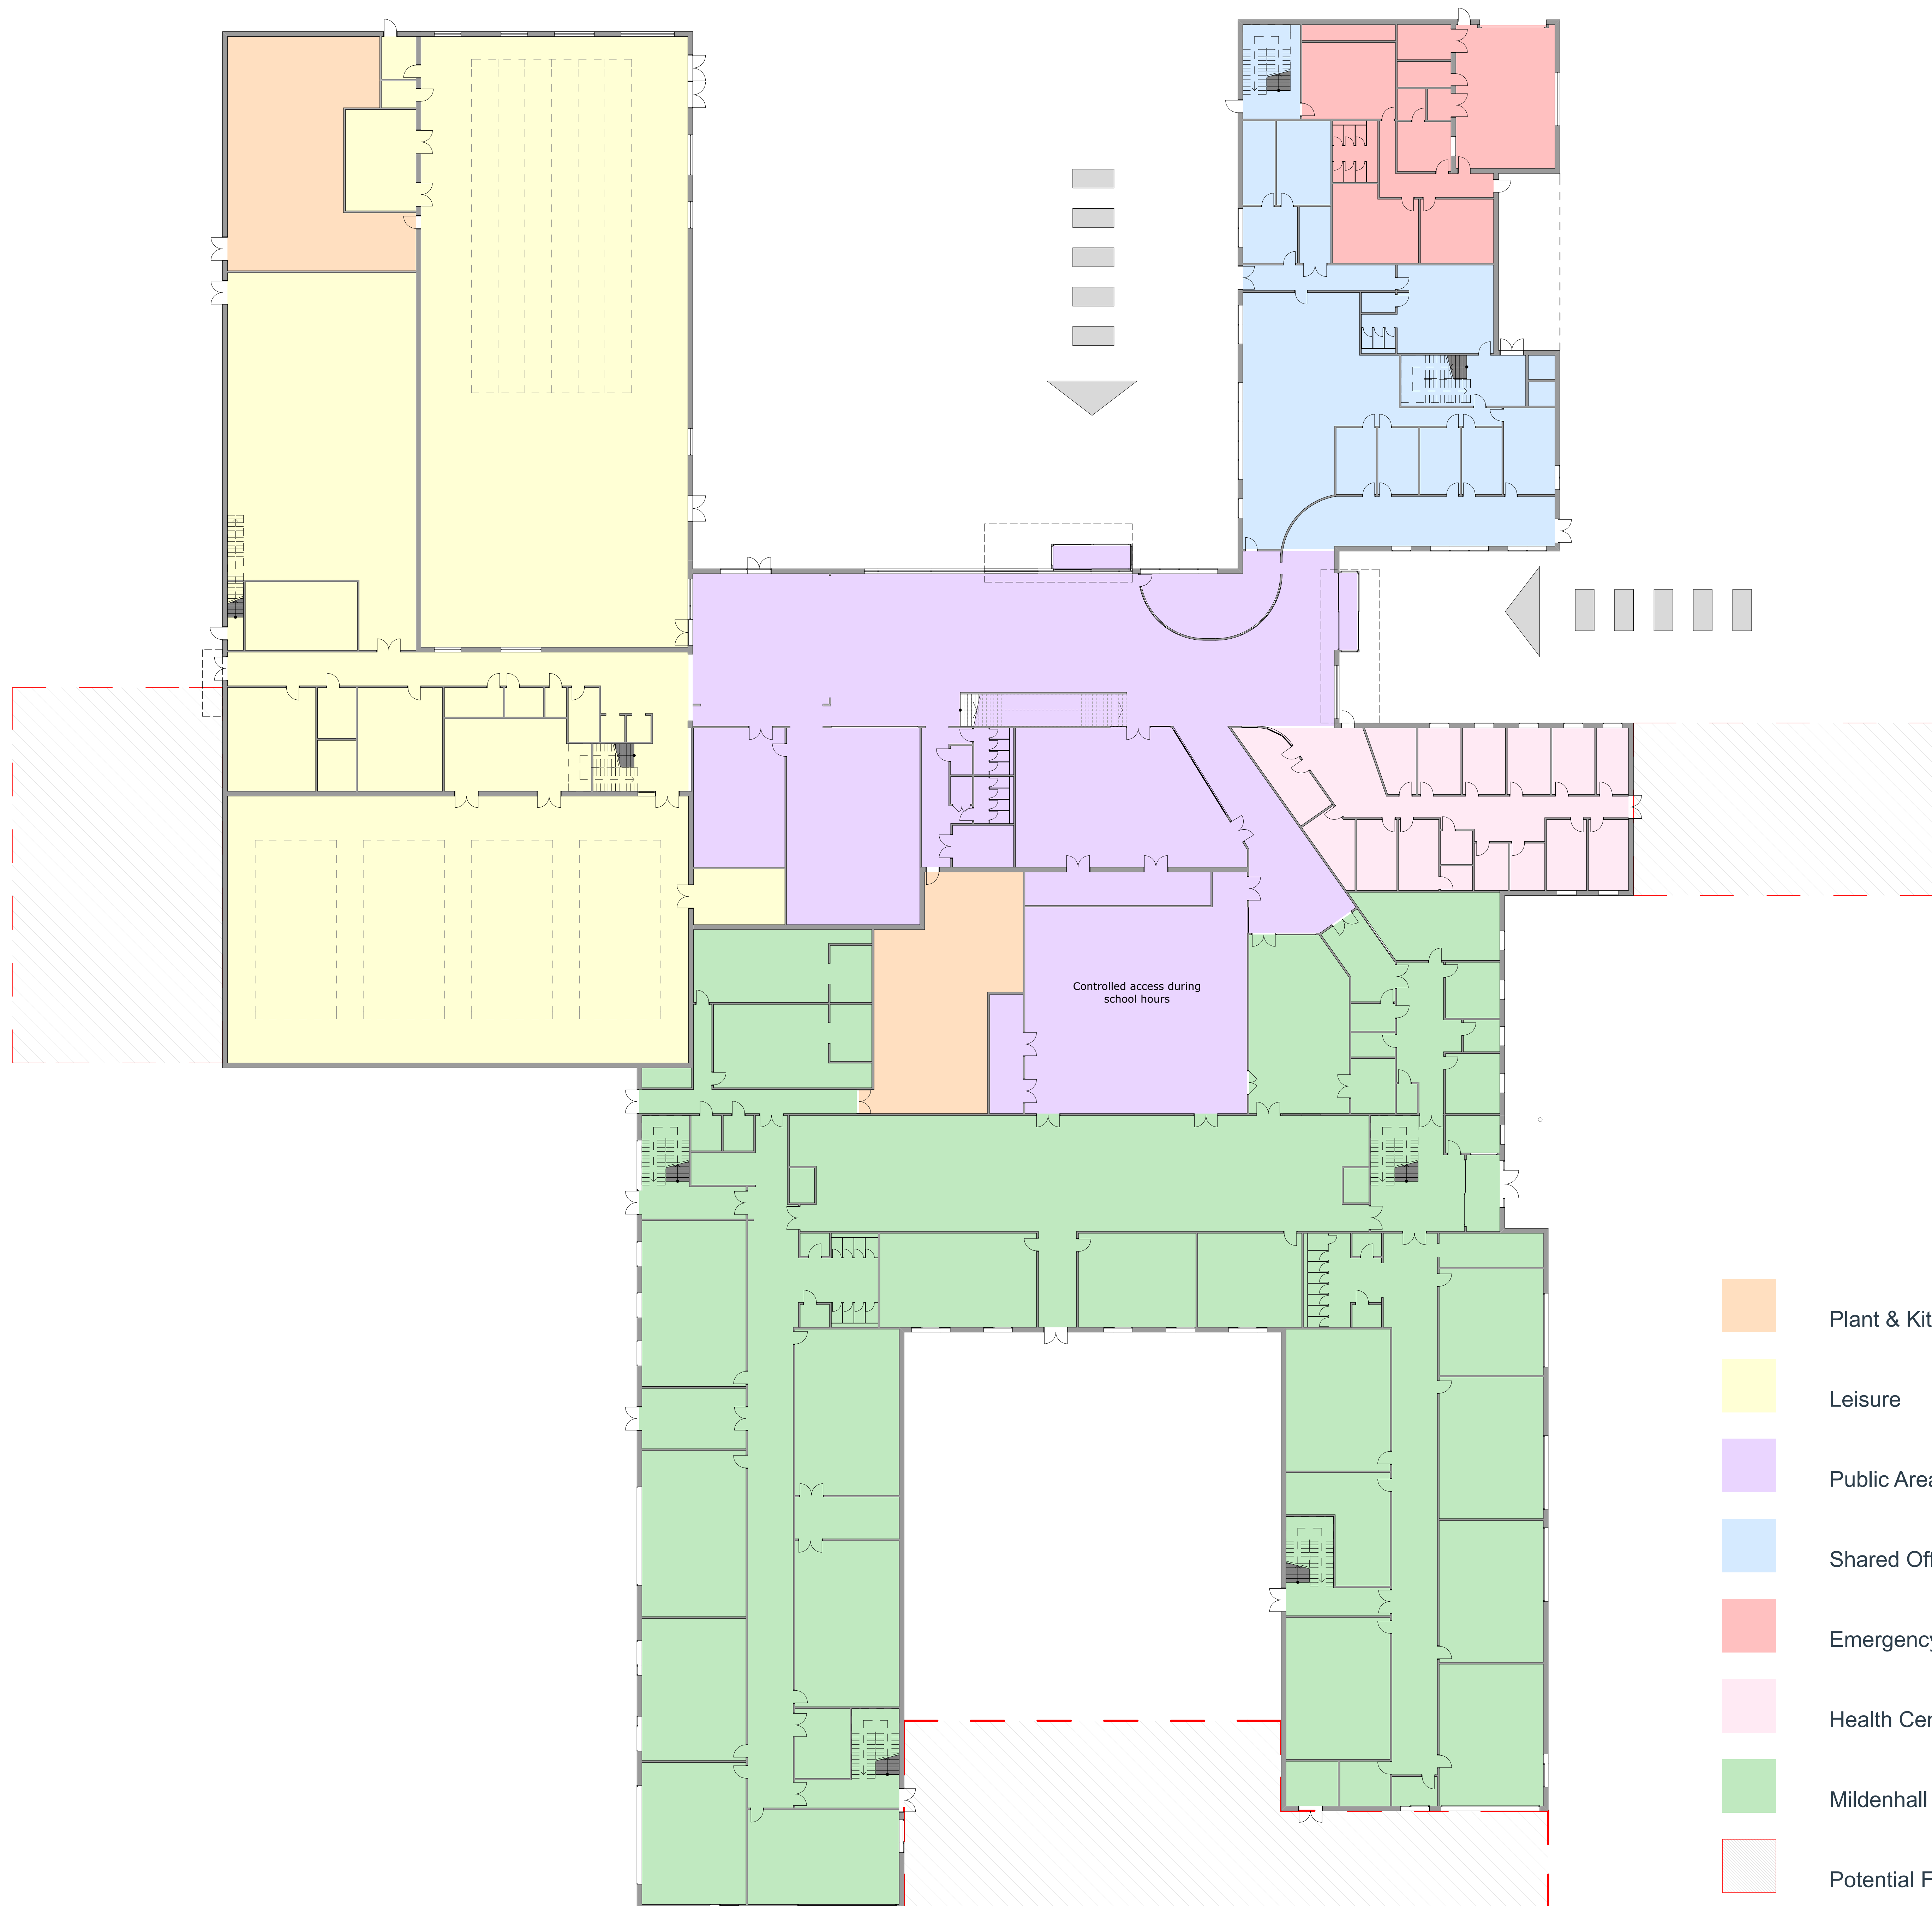 Controlled access during
school hours
Plant & Kit
Leisure
Public Area
Shared Off
Emergency
Health Cen
Mildenhall
Potential F